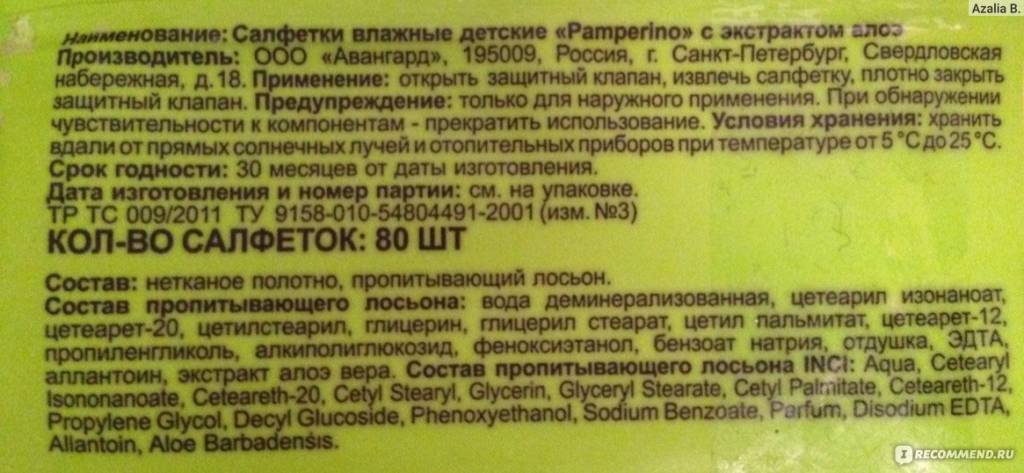 Azalia B.
Наименование: Салфетки влажные детские «Pamperino» с экстрактом алоэ
Производитель: ООО «Авангард», 195009, Россия, г. Санкт-Петербург, Свердловская
набережная, д.18. Применение: открыть защитный клапан, извлечь салфетку, плотно закрыть
защитный клапан. Предупреждение: только для наружного применения. При обнаружении
чувствительности к компонентам - прекратить использование. Условия хранения: хранить
вдали от прямых солнечных лучей и отопительных приборов при температуре от 5 °C до 25 °C.
Срок годности: 30 месяцев от даты изготовления.
Дата изготовления и номер партии: см. на упаковке.
ТР ТС 009/2011 ТУ 9158-010-54804491-2001 (изм. №3)
КОЛ-ВО САЛФЕТОК: 80 ШТ
Состав: нетканое полотно, пропитывающий лосьон.
Состав пропитывающего лосьона: вода деминерализованная, цетеарил изонаноат,
цетеарет-20, цетилстеарил, глицерин, глицерил стеарат, цетил пальмитат, цетеарет-12,
пропиленгликоль, алкиполиглюкозид, феноксиэтанол, бензоат натрия, отдушка, ЭДТА,
аллантоин, экстракт алоэ вера. Состав пропитывающего лосьона INCI: Aqua, Cetearyl
Isononanoate, Ceteareth-20, Cetyl Stearyl, Glycerin, Glyceryl Stearate, Cetyl Palmitate, Ceteareth-12,
Propylene Glycol, Decyl Glucoside, Phenoxyethanol, Sodium Benzoate, Parfum, Disodium EDTA,
Allantoin, Aloe Barbadensis.
I RECOMMEND.RU